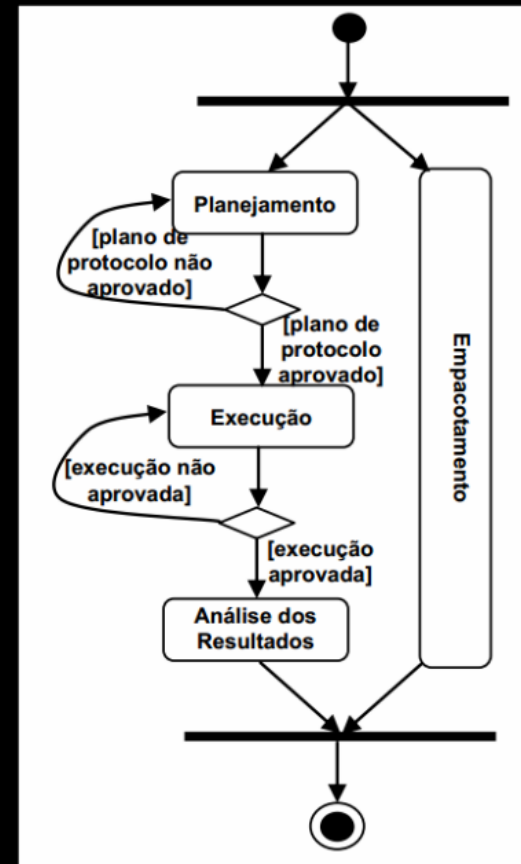 Planejamento
[plano de
protocolo não
aprovado]
[plano de
protocolo
aprovado]
Execução
[execução não
aprovada]
[execução
aprovada]
Análise dos
Resultados
Empacotamento